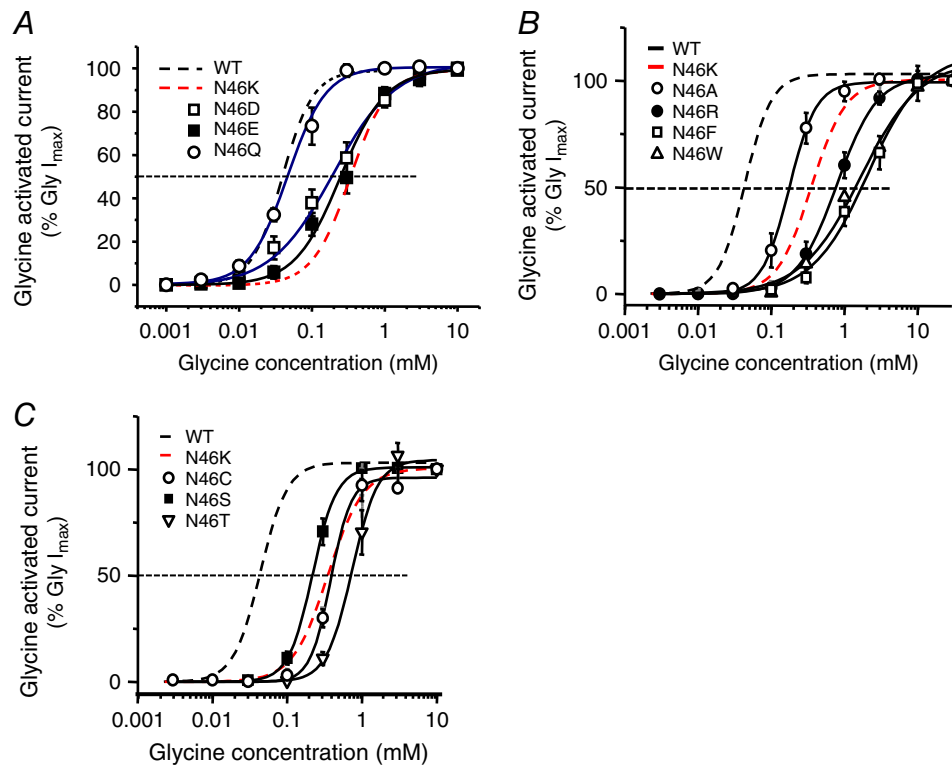 A
Glycine activated current
(% Gly Imax)
100
80
60
40
20
0
WT
N46K
N46D
N46E
N46Q
0.001
0.01
0.1
1
10
Glycine concentration (mM)
B
Glycine activated current
(% Gly Imax)
100
50
0
WT
N46K
N46A
N46R
N46F
N46W
0.001
0.01
0.1
1
10
Glycine concentration (mM)
C
Glycine activated current
(% Gly Imax)
100
50
0
WT
N46K
N46C
N46S
N46T
0.001
0.01
0.1
1
10
Glycine concentration (mM)